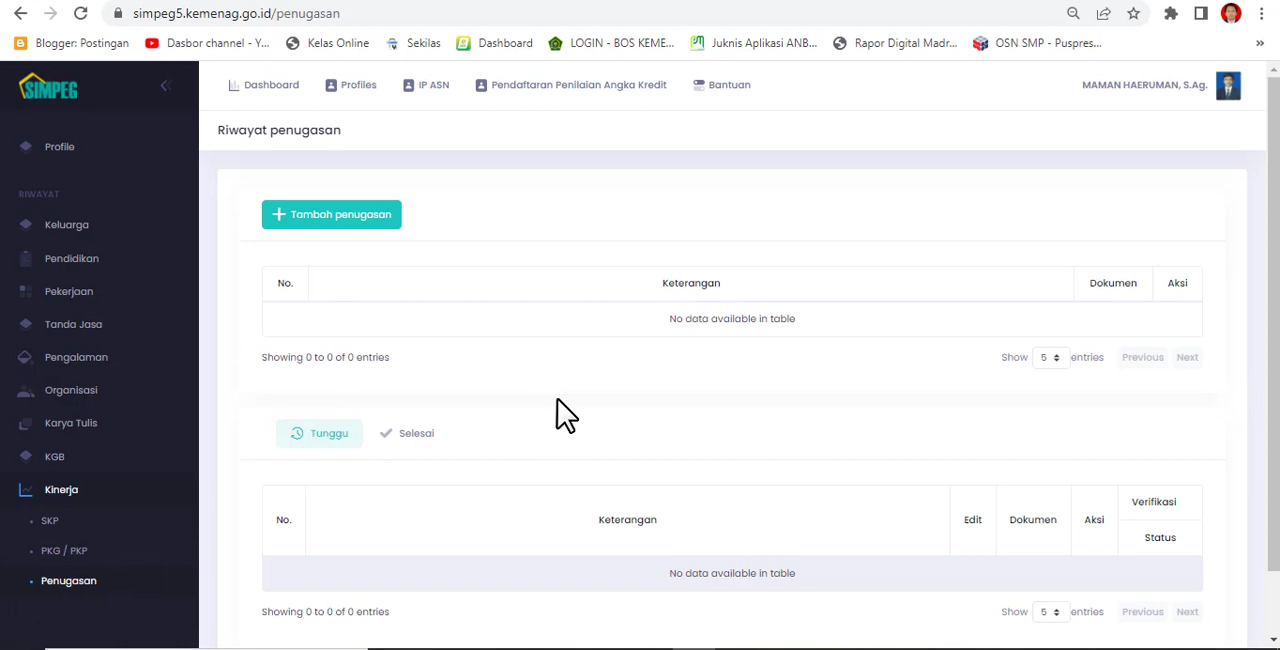 simpeg5.kemenag.go.id/penugasan
Blogger: Postingan Dasbor channel - Y... Kelas Online Sekilas Dashboard LOGIN - BOS KEME... Juknis Aplikasi ANB... Rapor Digital Madr... OSN SMP - Puspres... »
SIMPEG Dashboard Profiles IP ASN Pendaftaran Penilaian Angka Kredit Bantuan MAMAN HAERUMAN, S.Ag.
Riwayat penugasan
Profile
RIWAYAT
Keluarga
Pendidikan
Pekerjaan
Tanda Jasa
Pengalaman
Organisasi
Karya Tulis
KGB
Kinerja
SKP
PKG / PKP
Penugasan
+ Tambah penugasan
No. Keterangan Dokumen Aksi
No data available in table
Showing 0 to 0 of 0 entries Show 5 entries Previous Next
Tunggu Selesai
No. Keterangan Edit Dokumen Aksi Verifikasi
Status
No data available in table
Showing 0 to 0 of 0 entries Show 5 entries Previous Next